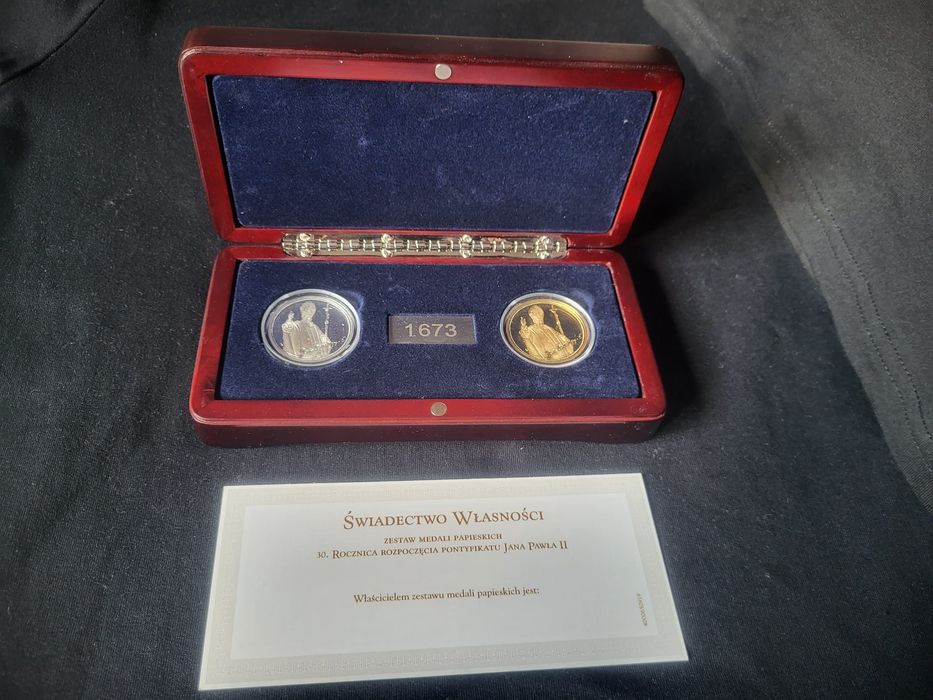 1673
Świadectwo Własności
zestaw medali papieskich
30. Rocznica rozpoczęcia pontyfikatu Jana Pawła II
Właścicielem zestawu medali papieskich jest: